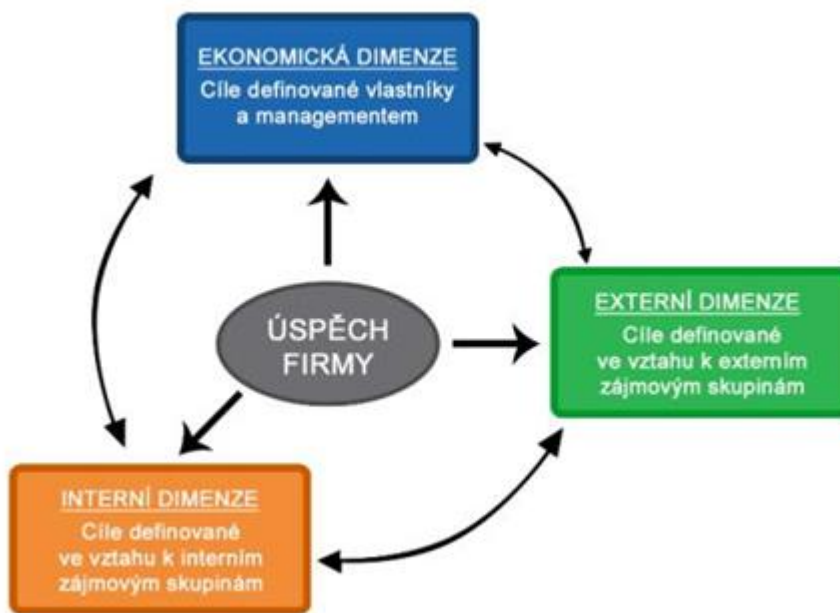 EKONOMICKÁ DIMENZE
Cíle definované vlastníky
a managementem
ÚSPĚCH
FIRMY
EXTERNÍ DIMENZE
Cíle definované
ve vztahu k externím
zájmovým skupinám
INTERNÍ DIMENZE
Cíle definované
ve vztahu k interním
zájmovým skupinám